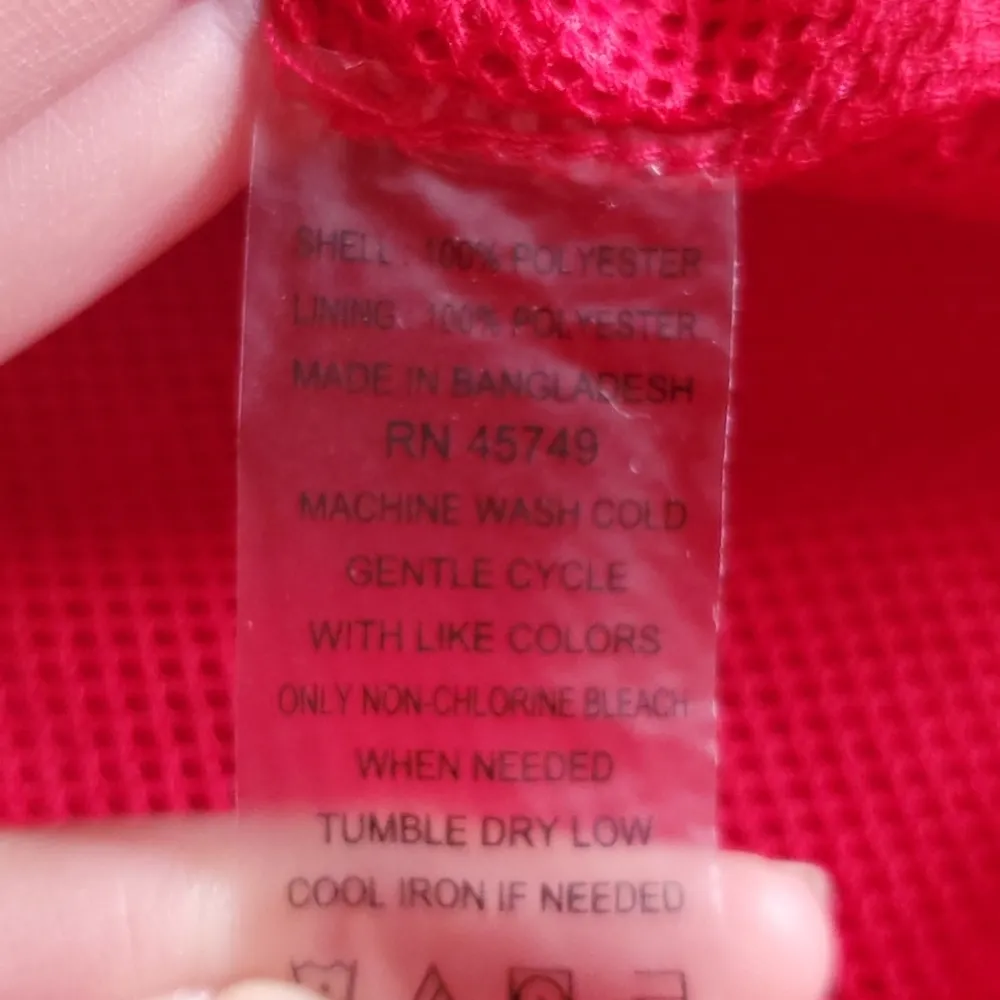 SHELL : 100% POLYESTER
LINING : 100% POLYESTER
MADE IN BANGLADESH
RN 45749
MACHINE WASH COLD
GENTLE CYCLE
WITH LIKE COLORS
ONLY NON-CHLORINE BLEACH
WHEN NEEDED
TUMBLE DRY LOW
COOL IRON IF NEEDED